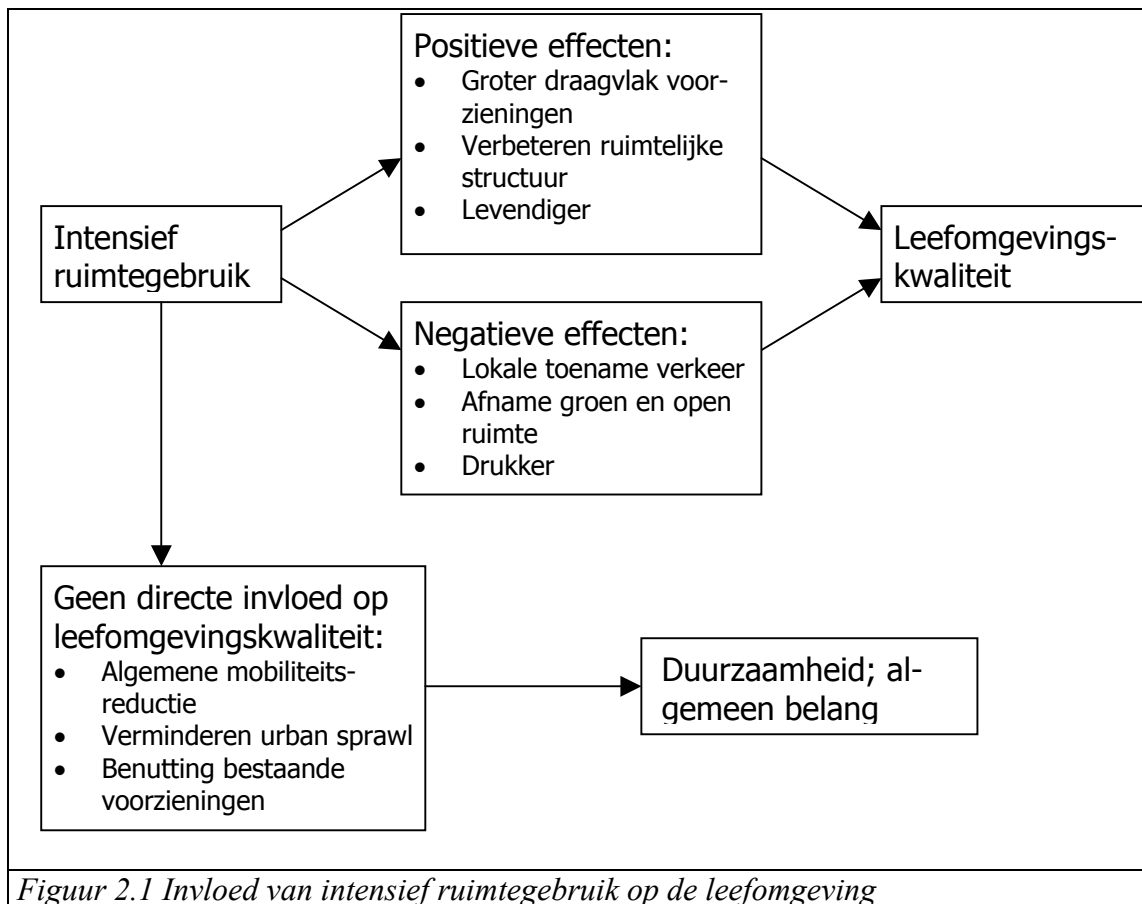 Positieve effecten:
• Groter draagvlak voor-
zieningen
• Verbeteren ruimtelijke
structuur
• Levendiger
Intensief
ruimtegebruik
Leefomgevings-
kwaliteit
Negatieve effecten:
• Lokale toename verkeer
• Afname groen en open
ruimte
• Drukker
Geen directe invloed op
leefomgevingskwaliteit:
• Algemene mobiliteits-
reductie
• Verminderen urban sprawl
• Benutting bestaande
voorzieningen
Duurzaamheid; al-
gemeen belang
Figuur 2.1 Invloed van intensief ruimtegebruik op de leefomgeving